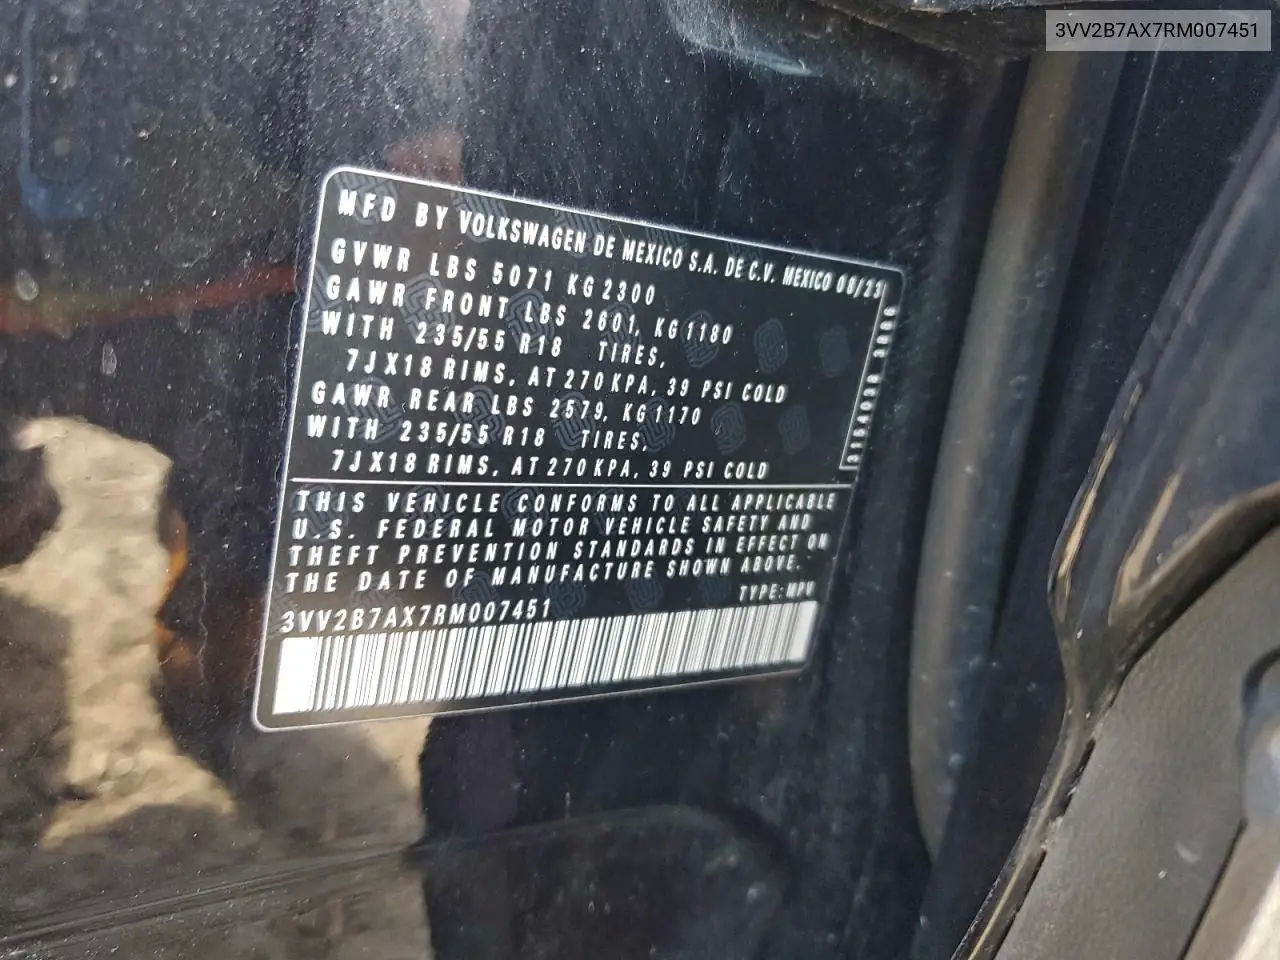 3VV2B7AX7RM007451
MFD BY VOLKSWAGEN DE MEXICO S.A. DE C.V. MEXICO 08/23
GVWR LBS 5071 KG 2300
GAWR FRONT LBS 2601, KG 1180
WITH 235/55 R18 TIRES,
7J X18 RIMS, AT 270 KPA, 39 PSI COLD
GAWR REAR LBS 2579, KG 1170
WITH 235/55 R18 TIRES,
7J X18 RIMS, AT 270 KPA, 39 PSI COLD
THIS VEHICLE CONFORMS TO ALL APPLICABLE
U.S. FEDERAL MOTOR VEHICLE SAFETY AND
THEFT PREVENTION STANDARDS IN EFFECT ON
THE DATE OF MANUFACTURE SHOWN ABOVE.
TYPE: MPV
3VV2B7AX7RM007451